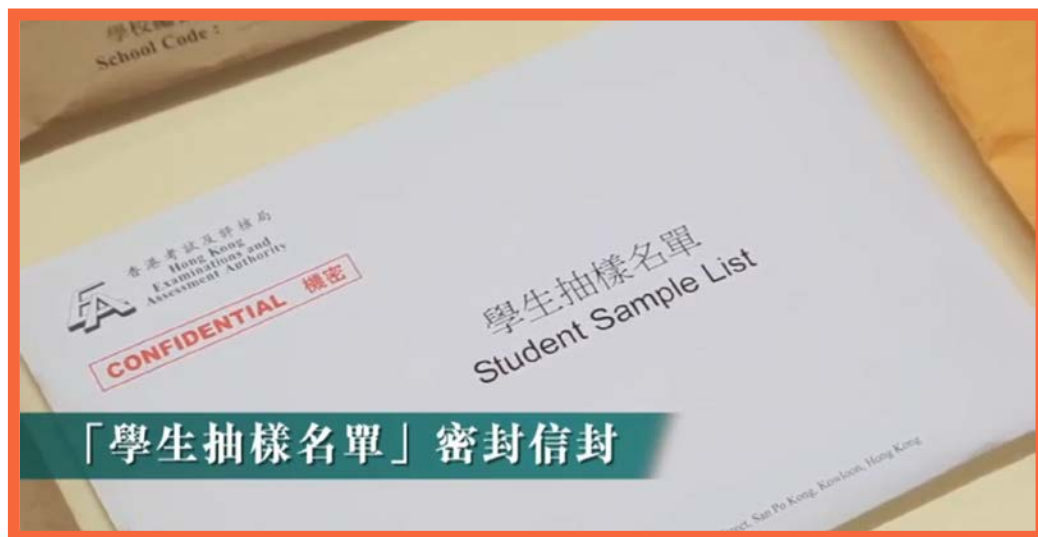 School Code :
香港考試及評核局
Hong Kong
Examinations and
Assessment Authority
CONFIDENTIAL 機密
學生抽樣名單
Student Sample List
「學生抽樣名單」密封信封
San Po Kong, Kowloon, Hong Kong